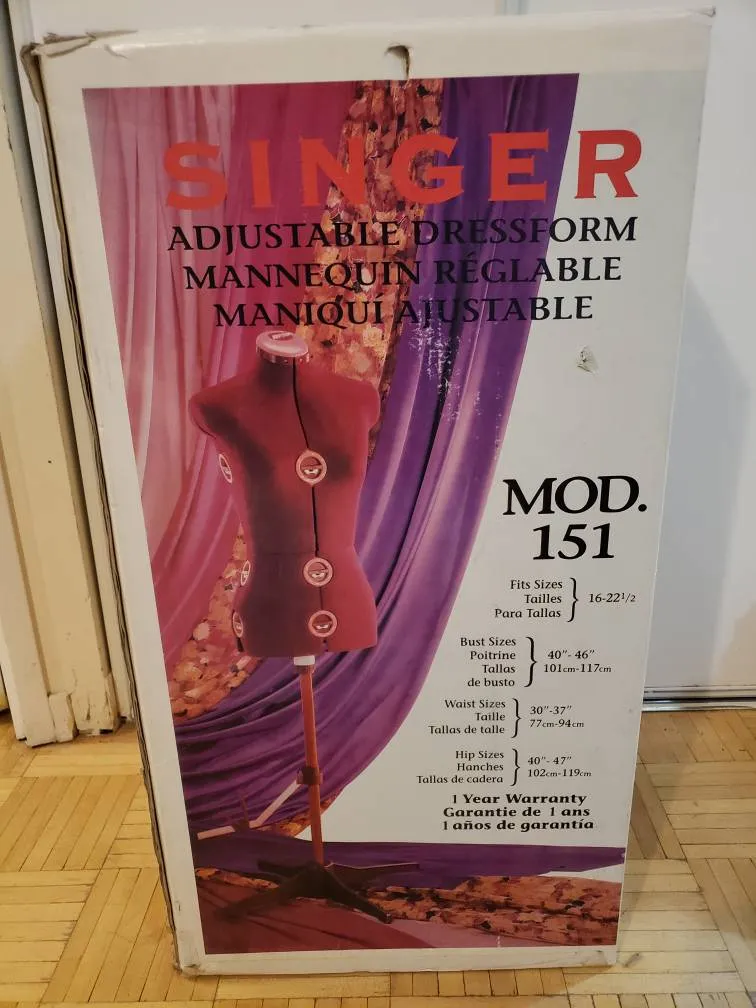 SINGER
ADJUSTABLE DRESSFORM
MANNEQUIN RÉGLABLE
MANIQUÍ AJUSTABLE
MOD.
151
Fits Sizes
Tailles
Para Tallas
16-22 1/2
Bust Sizes
Poitrine
Tallas
de busto
40"- 46"
101cm-117cm
Waist Sizes
Taille
Tallas de talle
30"-37"
77cm-94cm
Hip Sizes
Hanches
Tallas de cadera
40"- 47"
102cm-119cm
1 Year Warranty
Garantie de 1 ans
1 años de garantía